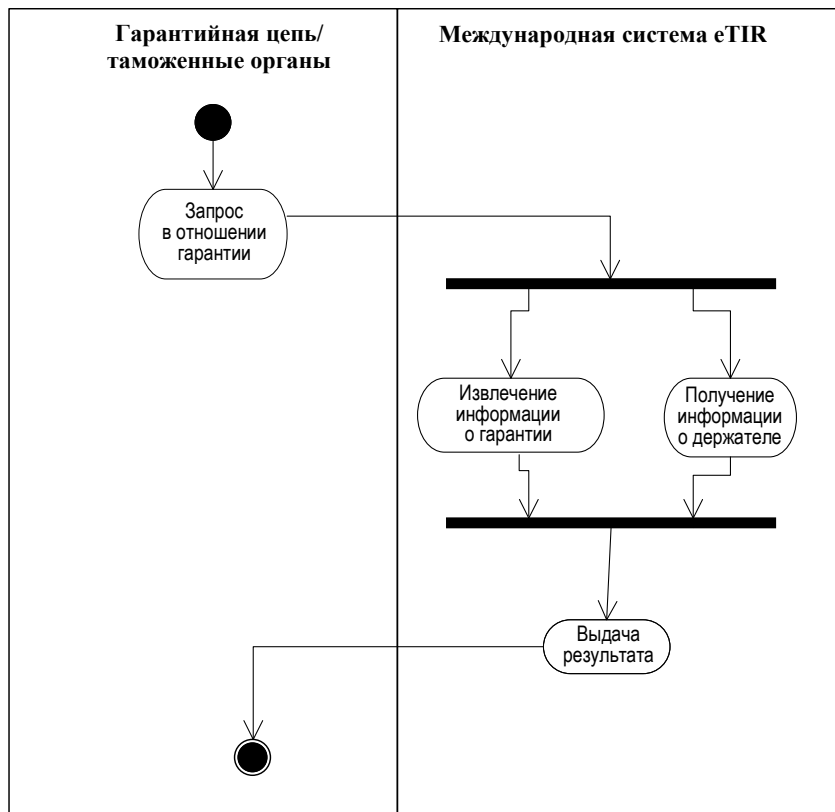 Гарантийная цепь/
таможенные органы
Международная система eTIR
Запрос
в отношении
гарантии
Извлечение
информации
о гарантии
Получение
информации
о держателе
Выдача
результата